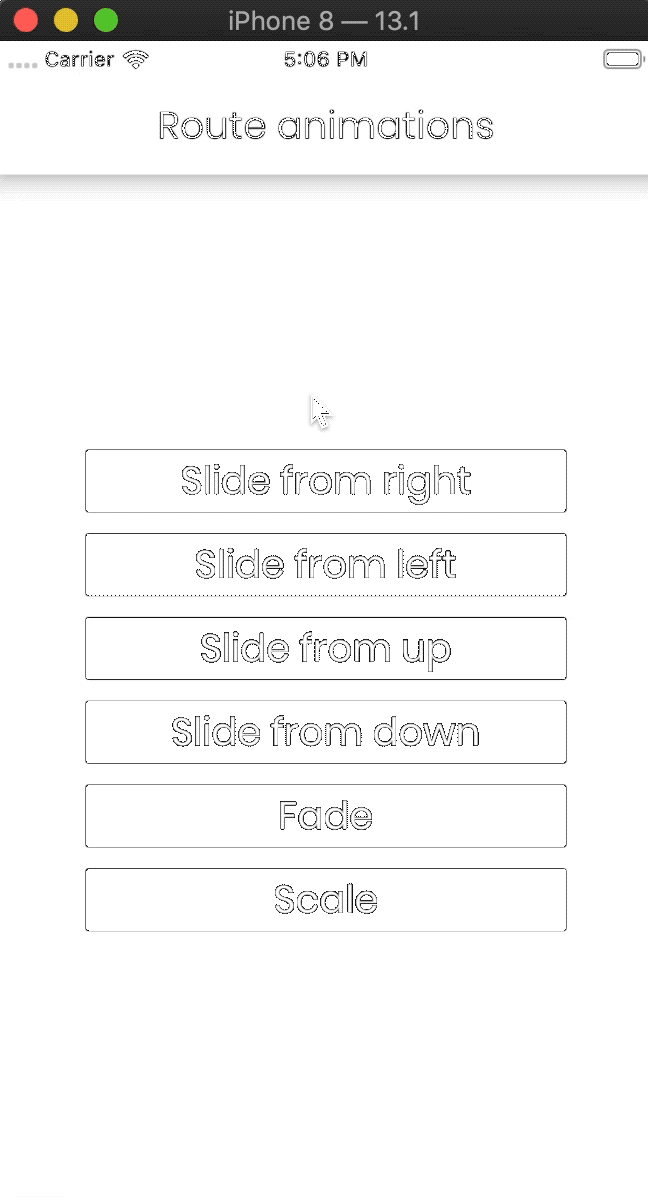 iPhone 8 — 13.1
Carrier 5:06 PM
Route animations
Slide from right
Slide from left
Slide from up
Slide from down
Fade
Scale